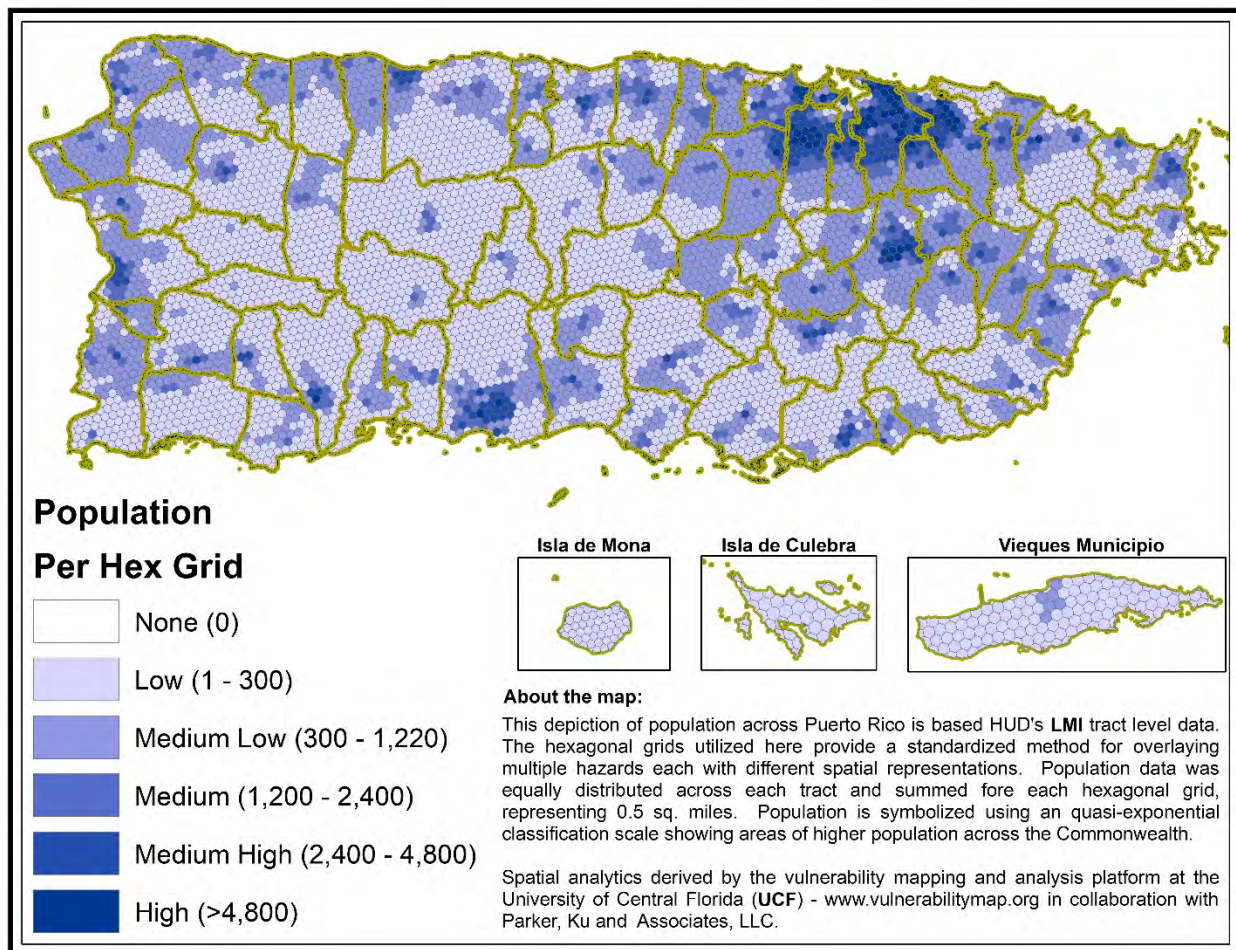 Population
Per Hex Grid
None (0)
Low (1 - 300)
Medium Low (300 - 1,220)
Medium (1,200 - 2,400)
Medium High (2,400 - 4,800)
High (>4,800)
Isla de Mona
Isla de Culebra
Vieques Municipio
About the map:
This depiction of population across Puerto Rico is based HUD's LMI tract level data.
The hexagonal grids utilized here provide a standardized method for overlaying
multiple hazards each with different spatial representations. Population data was
equally distributed across each tract and summed fore each hexagonal grid,
representing 0.5 sq. miles. Population is symbolized using an quasi-exponential
classification scale showing areas of higher population across the Commonwealth.
Spatial analytics derived by the vulnerability mapping and analysis platform at the
University of Central Florida (UCF) - www.vulnerabilitymap.org in collaboration with
Parker, Ku and Associates, LLC.